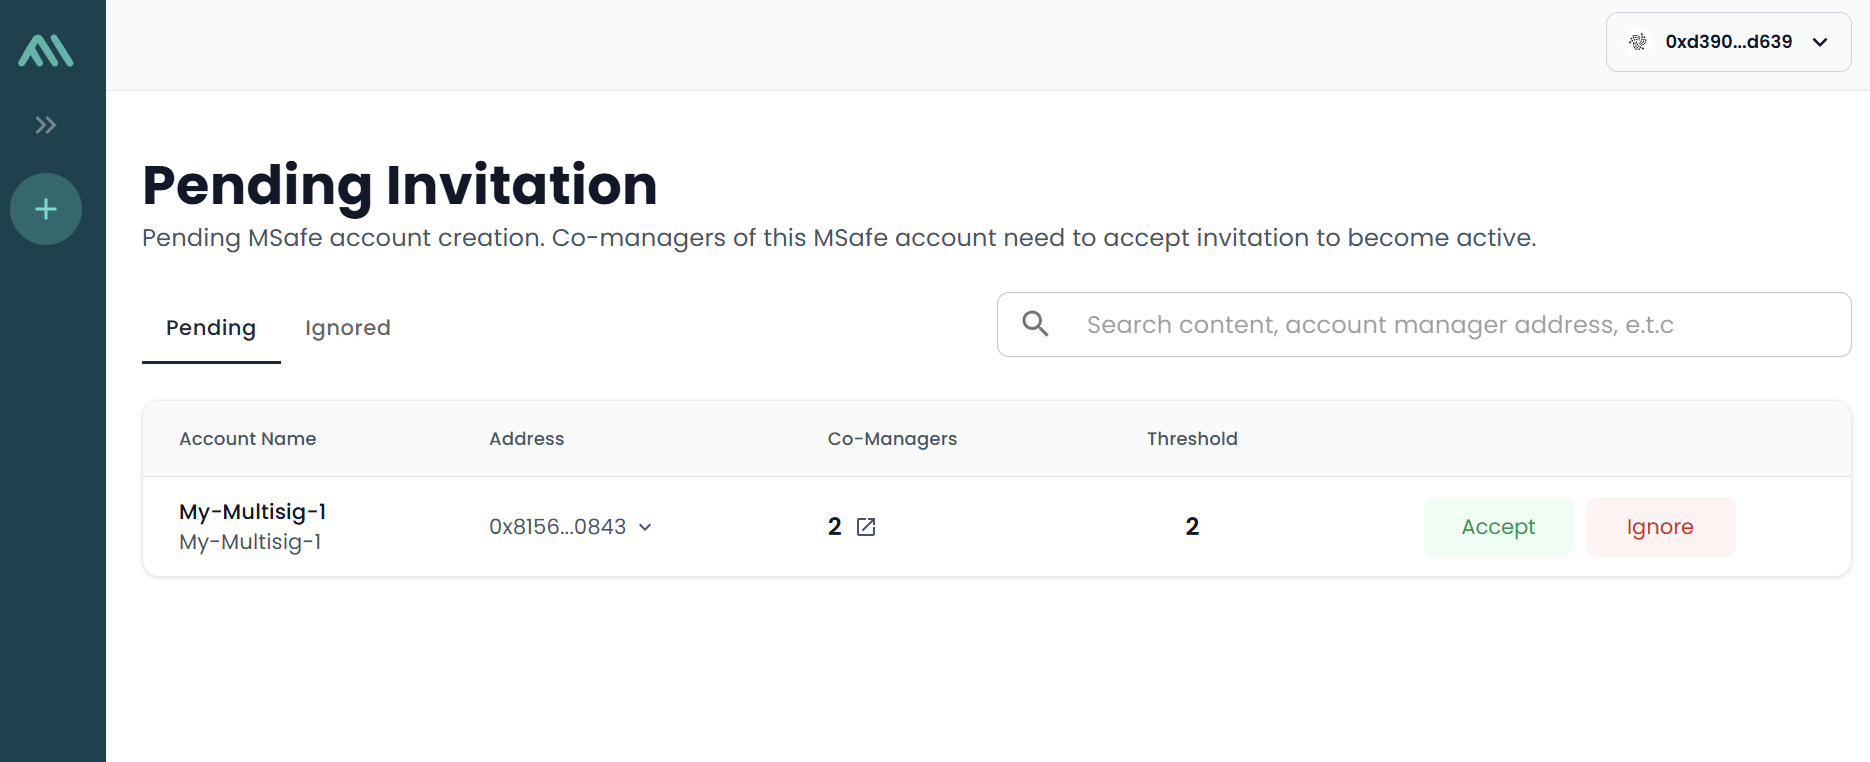 0xd390...d639
Pending Invitation
Pending MSafe account creation. Co-managers of this MSafe account need to accept invitation to become active.
Pending Ignored
Search content, account manager address, e.t.c
Account Name Address Co-Managers Threshold
My-Multisig-1
My-Multisig-1
0x8156...0843 2 2 Accept Ignore